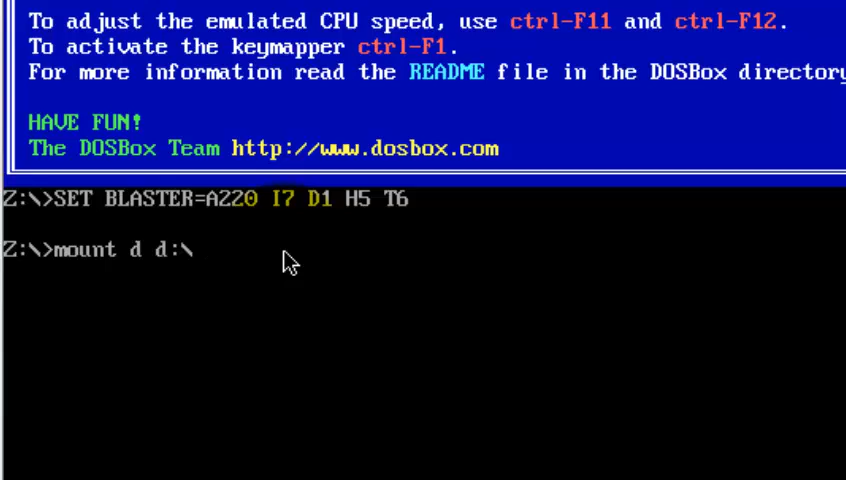 To adjust the emulated CPU speed, use ctrl-F11 and ctrl-F12.
To activate the keymapper ctrl-F1.
For more information read the README file in the DOSBox directory
HAVE FUN!
The DOSBox Team http://www.dosbox.com
Z:\>SET BLASTER=A220 I7 D1 H5 T6
Z:\>mount d d:\